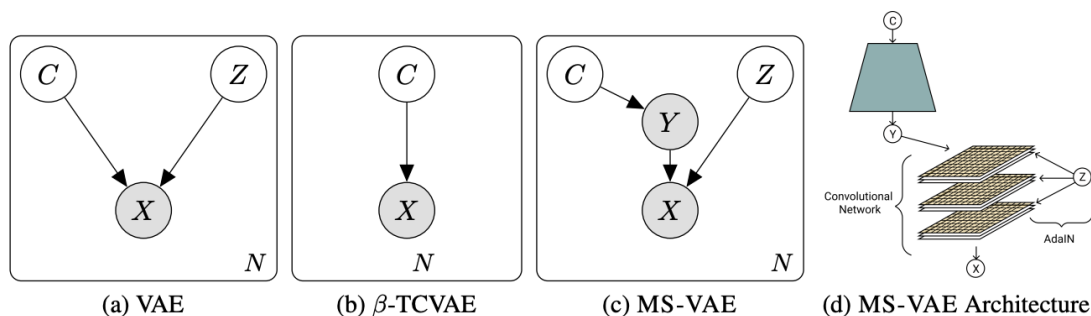 C
Z
X
N
(a) VAE
C
X
N
(b) β-TCVAE
C
Z
Y
X
N
(c) MS-VAE
C
Y
Z
Convolutional
Network
AdaIN
X
(d) MS-VAE Architecture